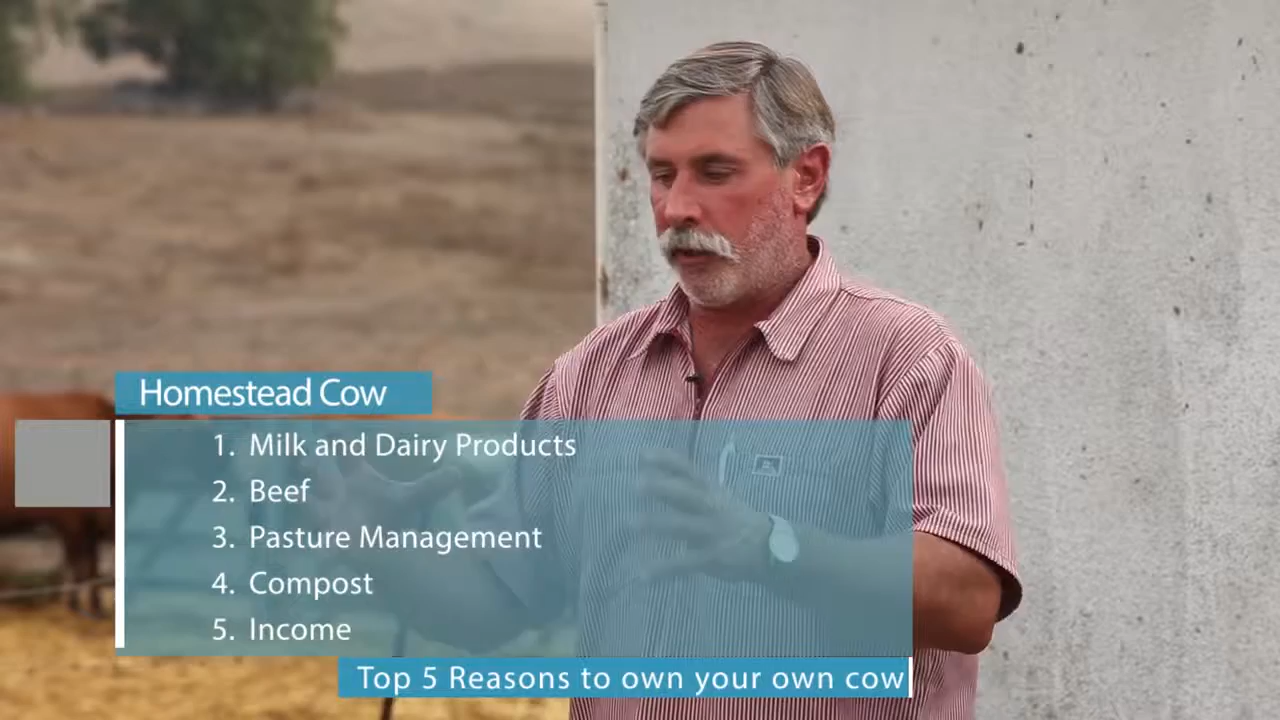 Homestead Cow
1. Milk and Dairy Products
2. Beef
3. Pasture Management
4. Compost
5. Income
Top 5 Reasons to own your own cow